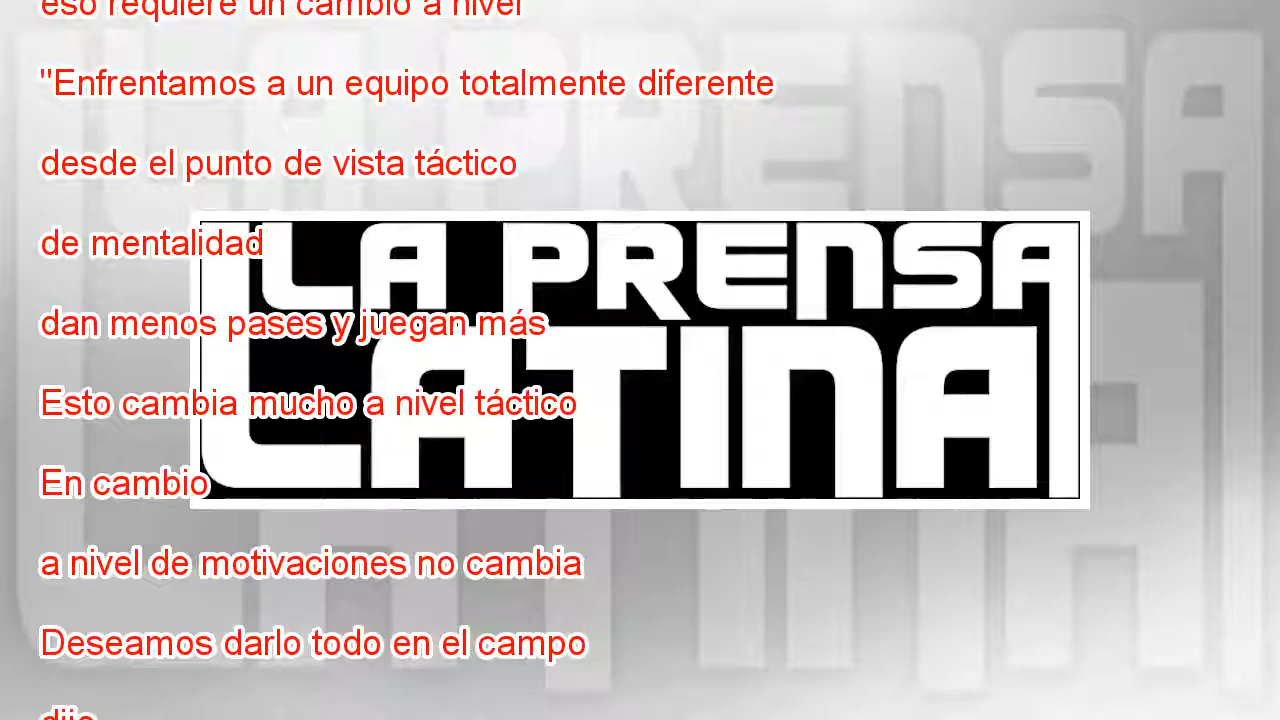 eso requiere un cambio a nivel
"Enfrentamos a un equipo totalmente diferente
desde el punto de vista táctico
de mentalidad
dan menos pases y juegan más
Esto cambia mucho a nivel táctico
En cambio
a nivel de motivaciones no cambia
Deseamos darlo todo en el campo
dijo
LA PRENSA
LATINA